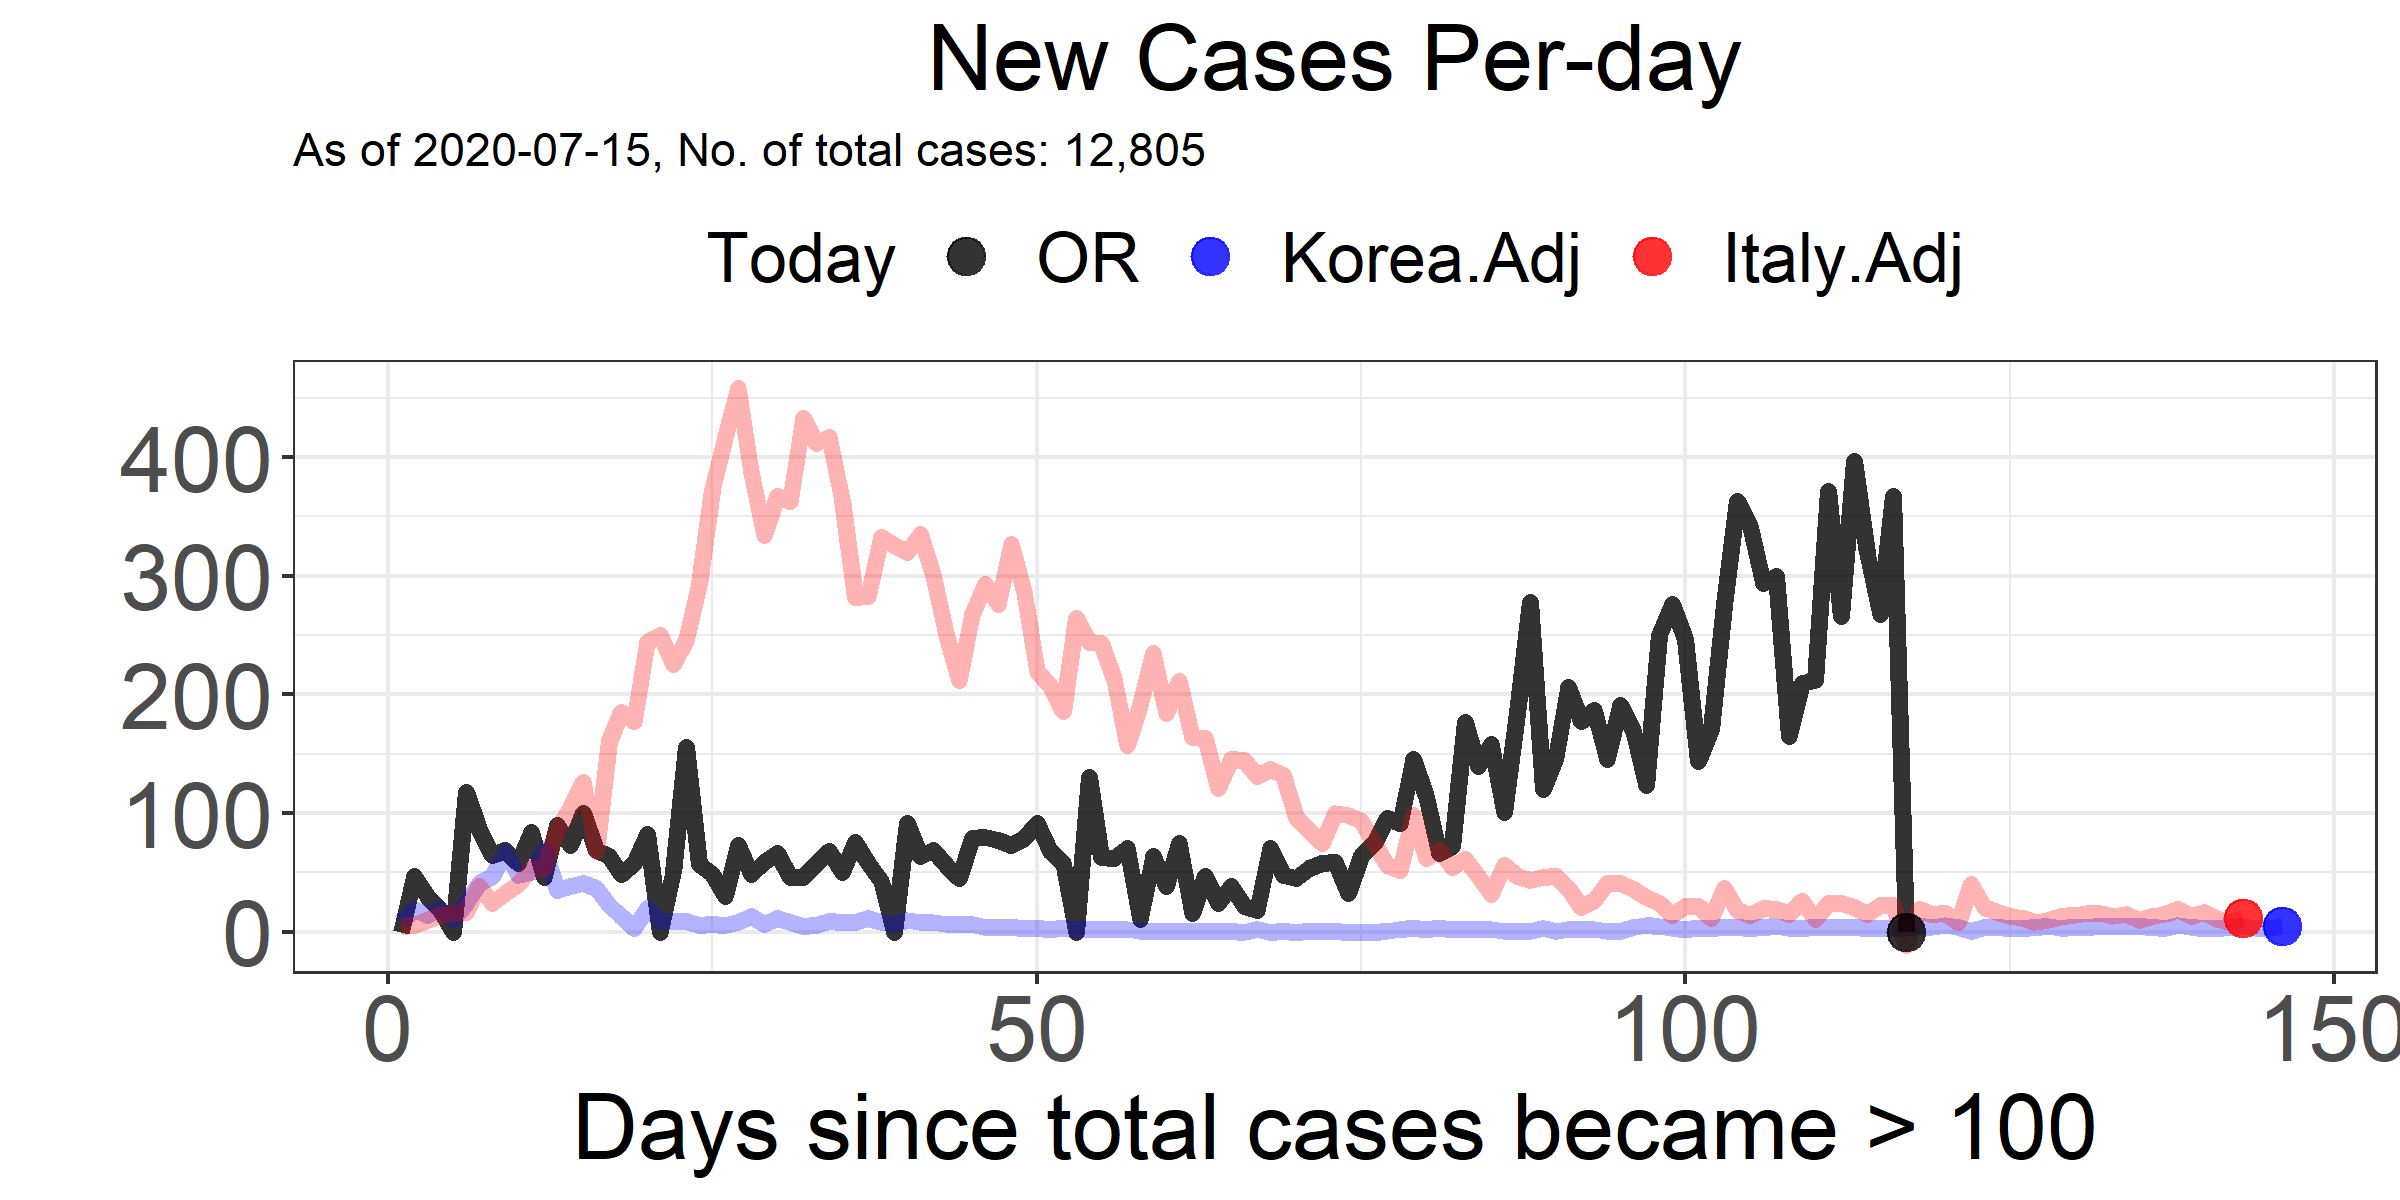 New Cases Per-day
As of 2020-07-15, No. of total cases: 12,805
Today OR Korea.Adj Italy.Adj
400
300
200
100
0
0 50 100 150
Days since total cases became > 100